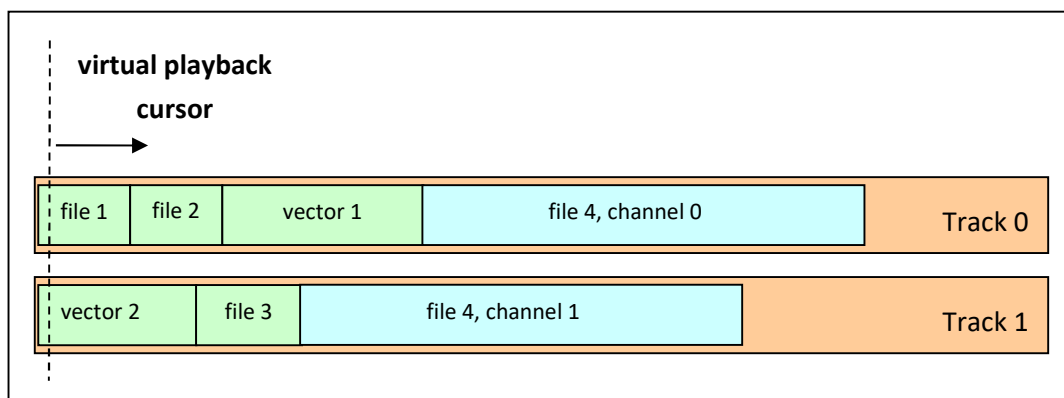 virtual playback
cursor
file 1 file 2 vector 1 file 4, channel 0 Track 0
vector 2 file 3 file 4, channel 1 Track 1